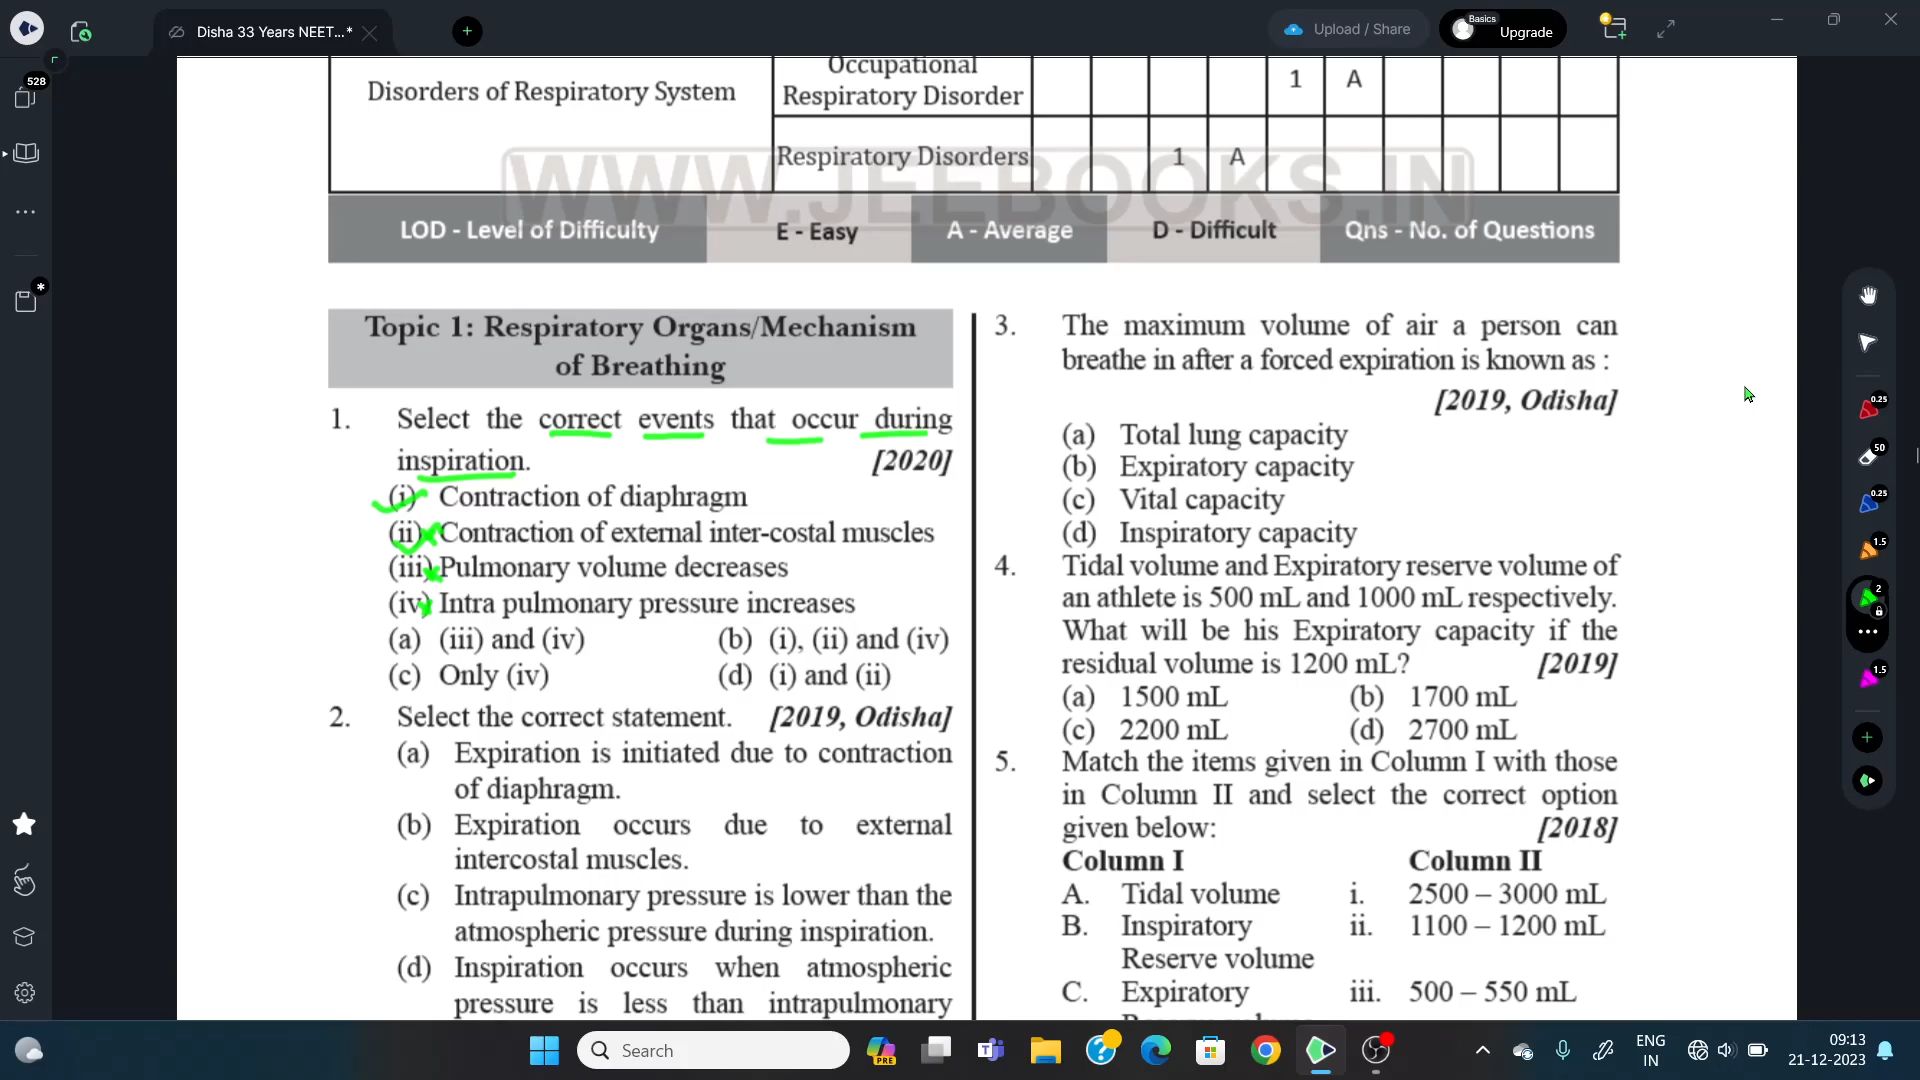 Disha 33 Years NEET...*
Upload / Share
Basics
Upgrade
528
Disorders of Respiratory System
Occupational
Respiratory Disorder
1
A
Respiratory Disorders
1
A
WWW.JEEBOOKS.IN
LOD - Level of Difficulty
E - Easy
A - Average
D - Difficult
Qns - No. of Questions
Topic 1: Respiratory Organs/Mechanism
of Breathing
1. Select the correct events that occur during
inspiration. [2020]
(i) Contraction of diaphragm
(ii) Contraction of external inter-costal muscles
(iii) Pulmonary volume decreases
(iv) Intra pulmonary pressure increases
(a) (iii) and (iv) (b) (i), (ii) and (iv)
(c) Only (iv) (d) (i) and (ii)
2. Select the correct statement. [2019, Odisha]
(a) Expiration is initiated due to contraction
of diaphragm.
(b) Expiration occurs due to external
intercostal muscles.
(c) Intrapulmonary pressure is lower than the
atmospheric pressure during inspiration.
(d) Inspiration occurs when atmospheric
pressure is less than intrapulmonary
3. The maximum volume of air a person can
breathe in after a forced expiration is known as :
[2019, Odisha]
(a) Total lung capacity
(b) Expiratory capacity
(c) Vital capacity
(d) Inspiratory capacity
4. Tidal volume and Expiratory reserve volume of
an athlete is 500 mL and 1000 mL respectively.
What will be his Expiratory capacity if the
residual volume is 1200 mL? [2019]
(a) 1500 mL (b) 1700 mL
(c) 2200 mL (d) 2700 mL
5. Match the items given in Column I with those
in Column II and select the correct option
given below: [2018]
Column I Column II
A. Tidal volume i. 2500 – 3000 mL
B. Inspiratory ii. 1100 – 1200 mL
Reserve volume
C. Expiratory iii. 500 – 550 mL
0.25
50
0.25
1.5
2
1.5
Search
PRE
ENG
IN
09:13
21-12-2023